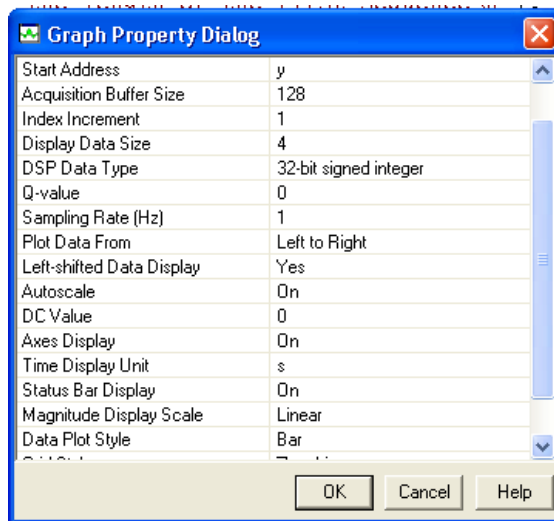 Graph Property Dialog
Start Address y
Acquisition Buffer Size 128
Index Increment 1
Display Data Size 4
DSP Data Type 32-bit signed integer
Q-value 0
Sampling Rate (Hz) 1
Plot Data From Left to Right
Left-shifted Data Display Yes
Autoscale On
DC Value 0
Axes Display On
Time Display Unit s
Status Bar Display On
Magnitude Display Scale Linear
Data Plot Style Bar
OK Cancel Help